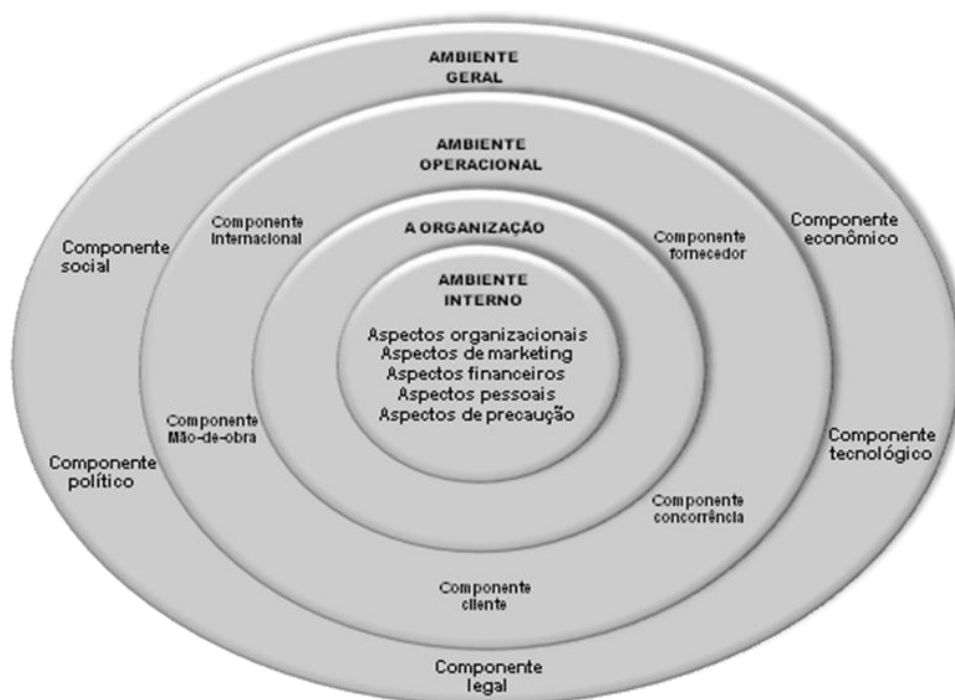 AMBIENTE
GERAL
AMBIENTE
OPERACIONAL
Componente
internacional
A ORGANIZAÇÃO
Componente
fornecedor
Componente
econômico
Componente
social
AMBIENTE
INTERNO
Aspectos organizacionais
Aspectos de marketing
Aspectos financeiros
Aspectos pessoais
Aspectos de precaução
Componente
Mão-de-obra
Componente
tecnológico
Componente
político
Componente
concorrência
Componente
cliente
Componente
legal